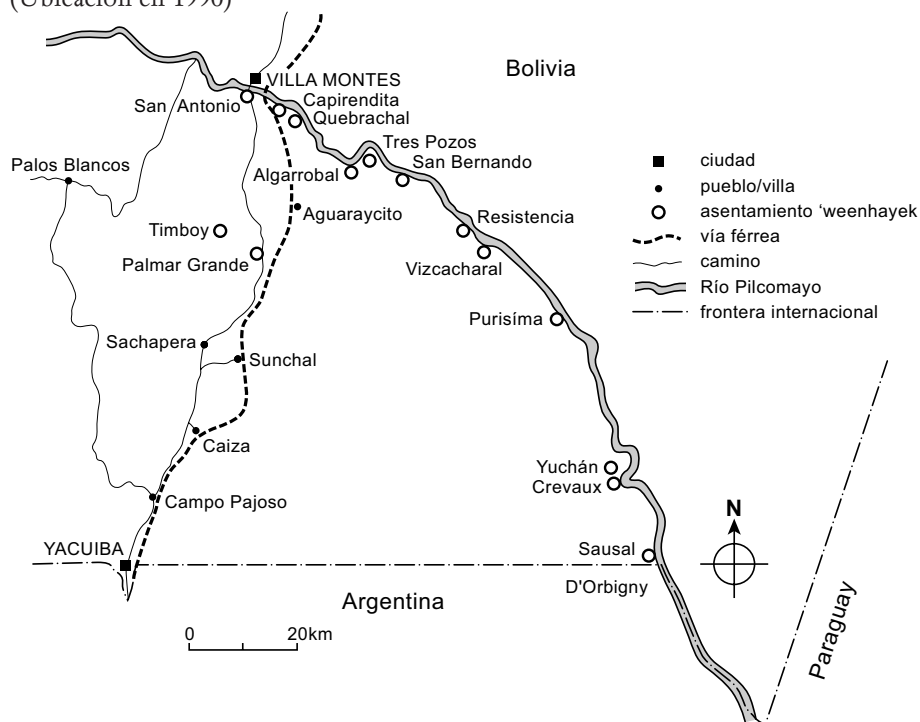 (Ubicación en 1990)
Bolivia
VILLA MONTES
San Antonio
Capirendita
Quebrachal
Tres Pozos
San Bernando
Algarrobal
Palos Blancos
Aguaraycito
Timboy
Palmar Grande
Resistencia
Vizcacharal
Purisíma
Sachapera
Sunchal
Caiza
Campo Pajoso
Yuchán
Crevaux
YACUIBA
Sausal
D'Orbigny
Argentina
Paraguay
N
0 20km
ciudad
pueblo/villa
asentamiento ‘weenhayek
vía férrea
camino
Río Pilcomayo
frontera internacional